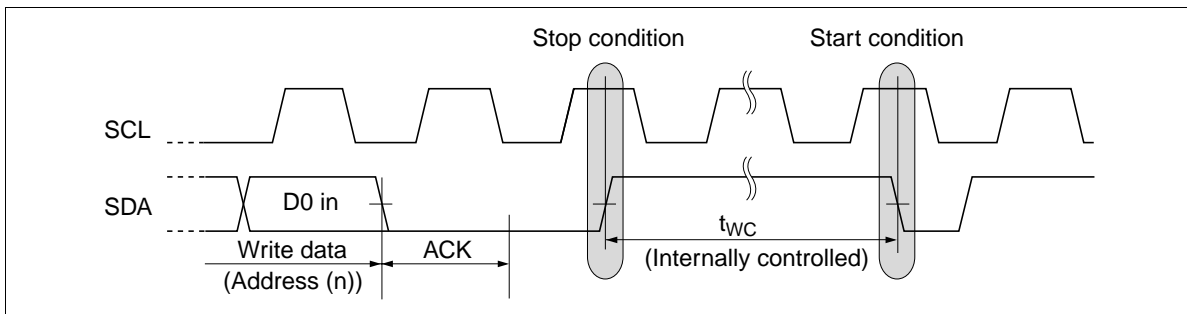 Stop condition
Start condition
SCL
SDA
D0 in
Write data
(Address (n))
ACK
tWC
(Internally controlled)